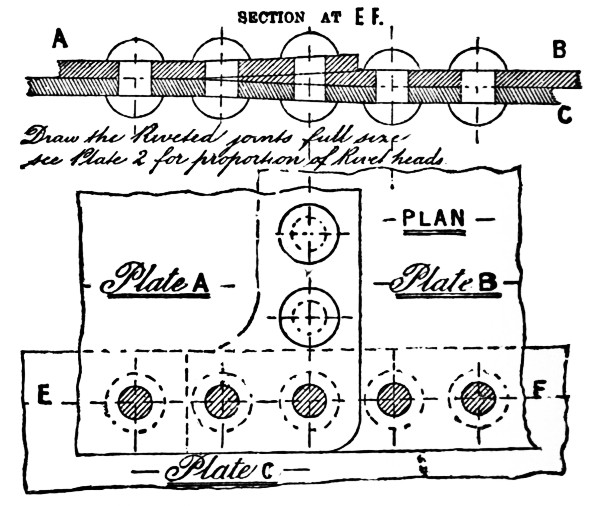 SECTION AT E F.
A
B
C
Draw the Riveted joints full size
see Plate 2 for proportion of Rivet heads.
— PLAN —
— Plate A —
— Plate B
E
F
— Plate C —